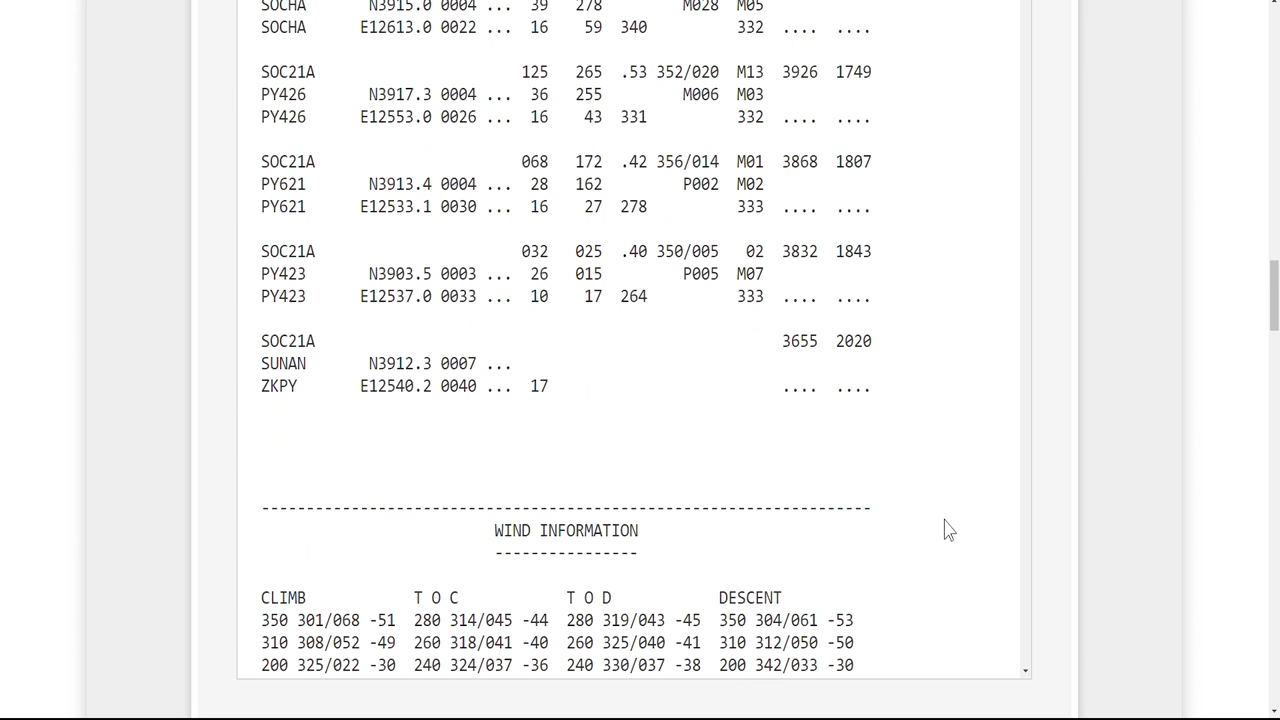 SOCHA       N3915.0 0004 ...  39   278         M028  M05
SOCHA      E12613.0 0022 ...  16    59  340          332  ....  ....
SOC21A                       125   265  .53 352/020  M13  3926  1749
PY426       N3917.3 0004 ...  36   255         M006  M03
PY426      E12553.0 0026 ...  16    43  331          332  ....  ....
SOC21A                       068   172  .42 356/014  M01  3868  1807
PY621       N3913.4 0004 ...  28   162         P002  M02
PY621      E12533.1 0030 ...  16    27  278          333  ....  ....
SOC21A                       032   025  .40 350/005   02  3832  1843
PY423       N3903.5 0003 ...  26   015         P005  M07
PY423      E12537.0 0033 ...  10    17  264          333  ....  ....
SOC21A                                                    3655  2020
SUNAN       N3912.3 0007 ...
ZKPY       E12540.2 0040 ...  17                          ....  ....
--------------------------------------------------------------------
WIND INFORMATION
----------------
CLIMB            T O C            T O D            DESCENT
350 301/068 -51  280 314/045 -44  280 319/043 -45  350 304/061 -53
310 308/052 -49  260 318/041 -40  260 325/040 -41  310 312/050 -50
200 325/022 -30  240 324/037 -36  240 330/037 -38  200 342/033 -30